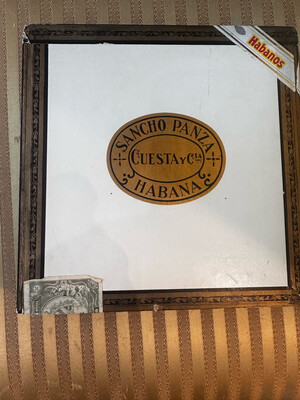 Habanos
SANCHO PANZA
CUESTA Y CIA
HABANA